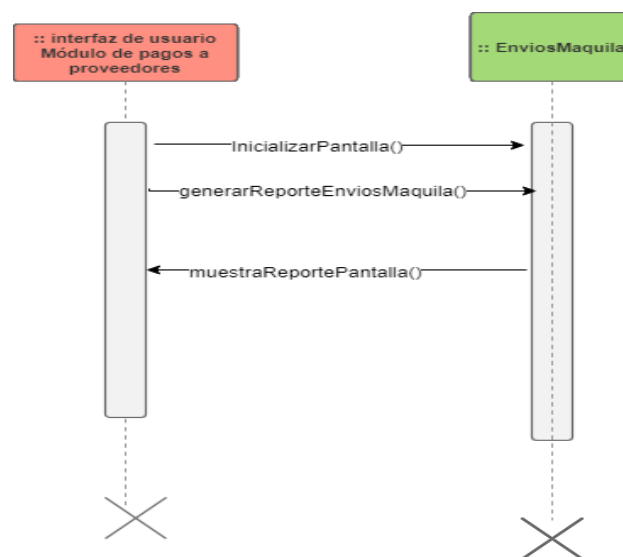 :: interfaz de usuario
Módulo de pagos a
proveedores
:: EnviosMaquila
InicializarPantalla()
generarReporteEnviosMaquila()
muestraReportePantalla()